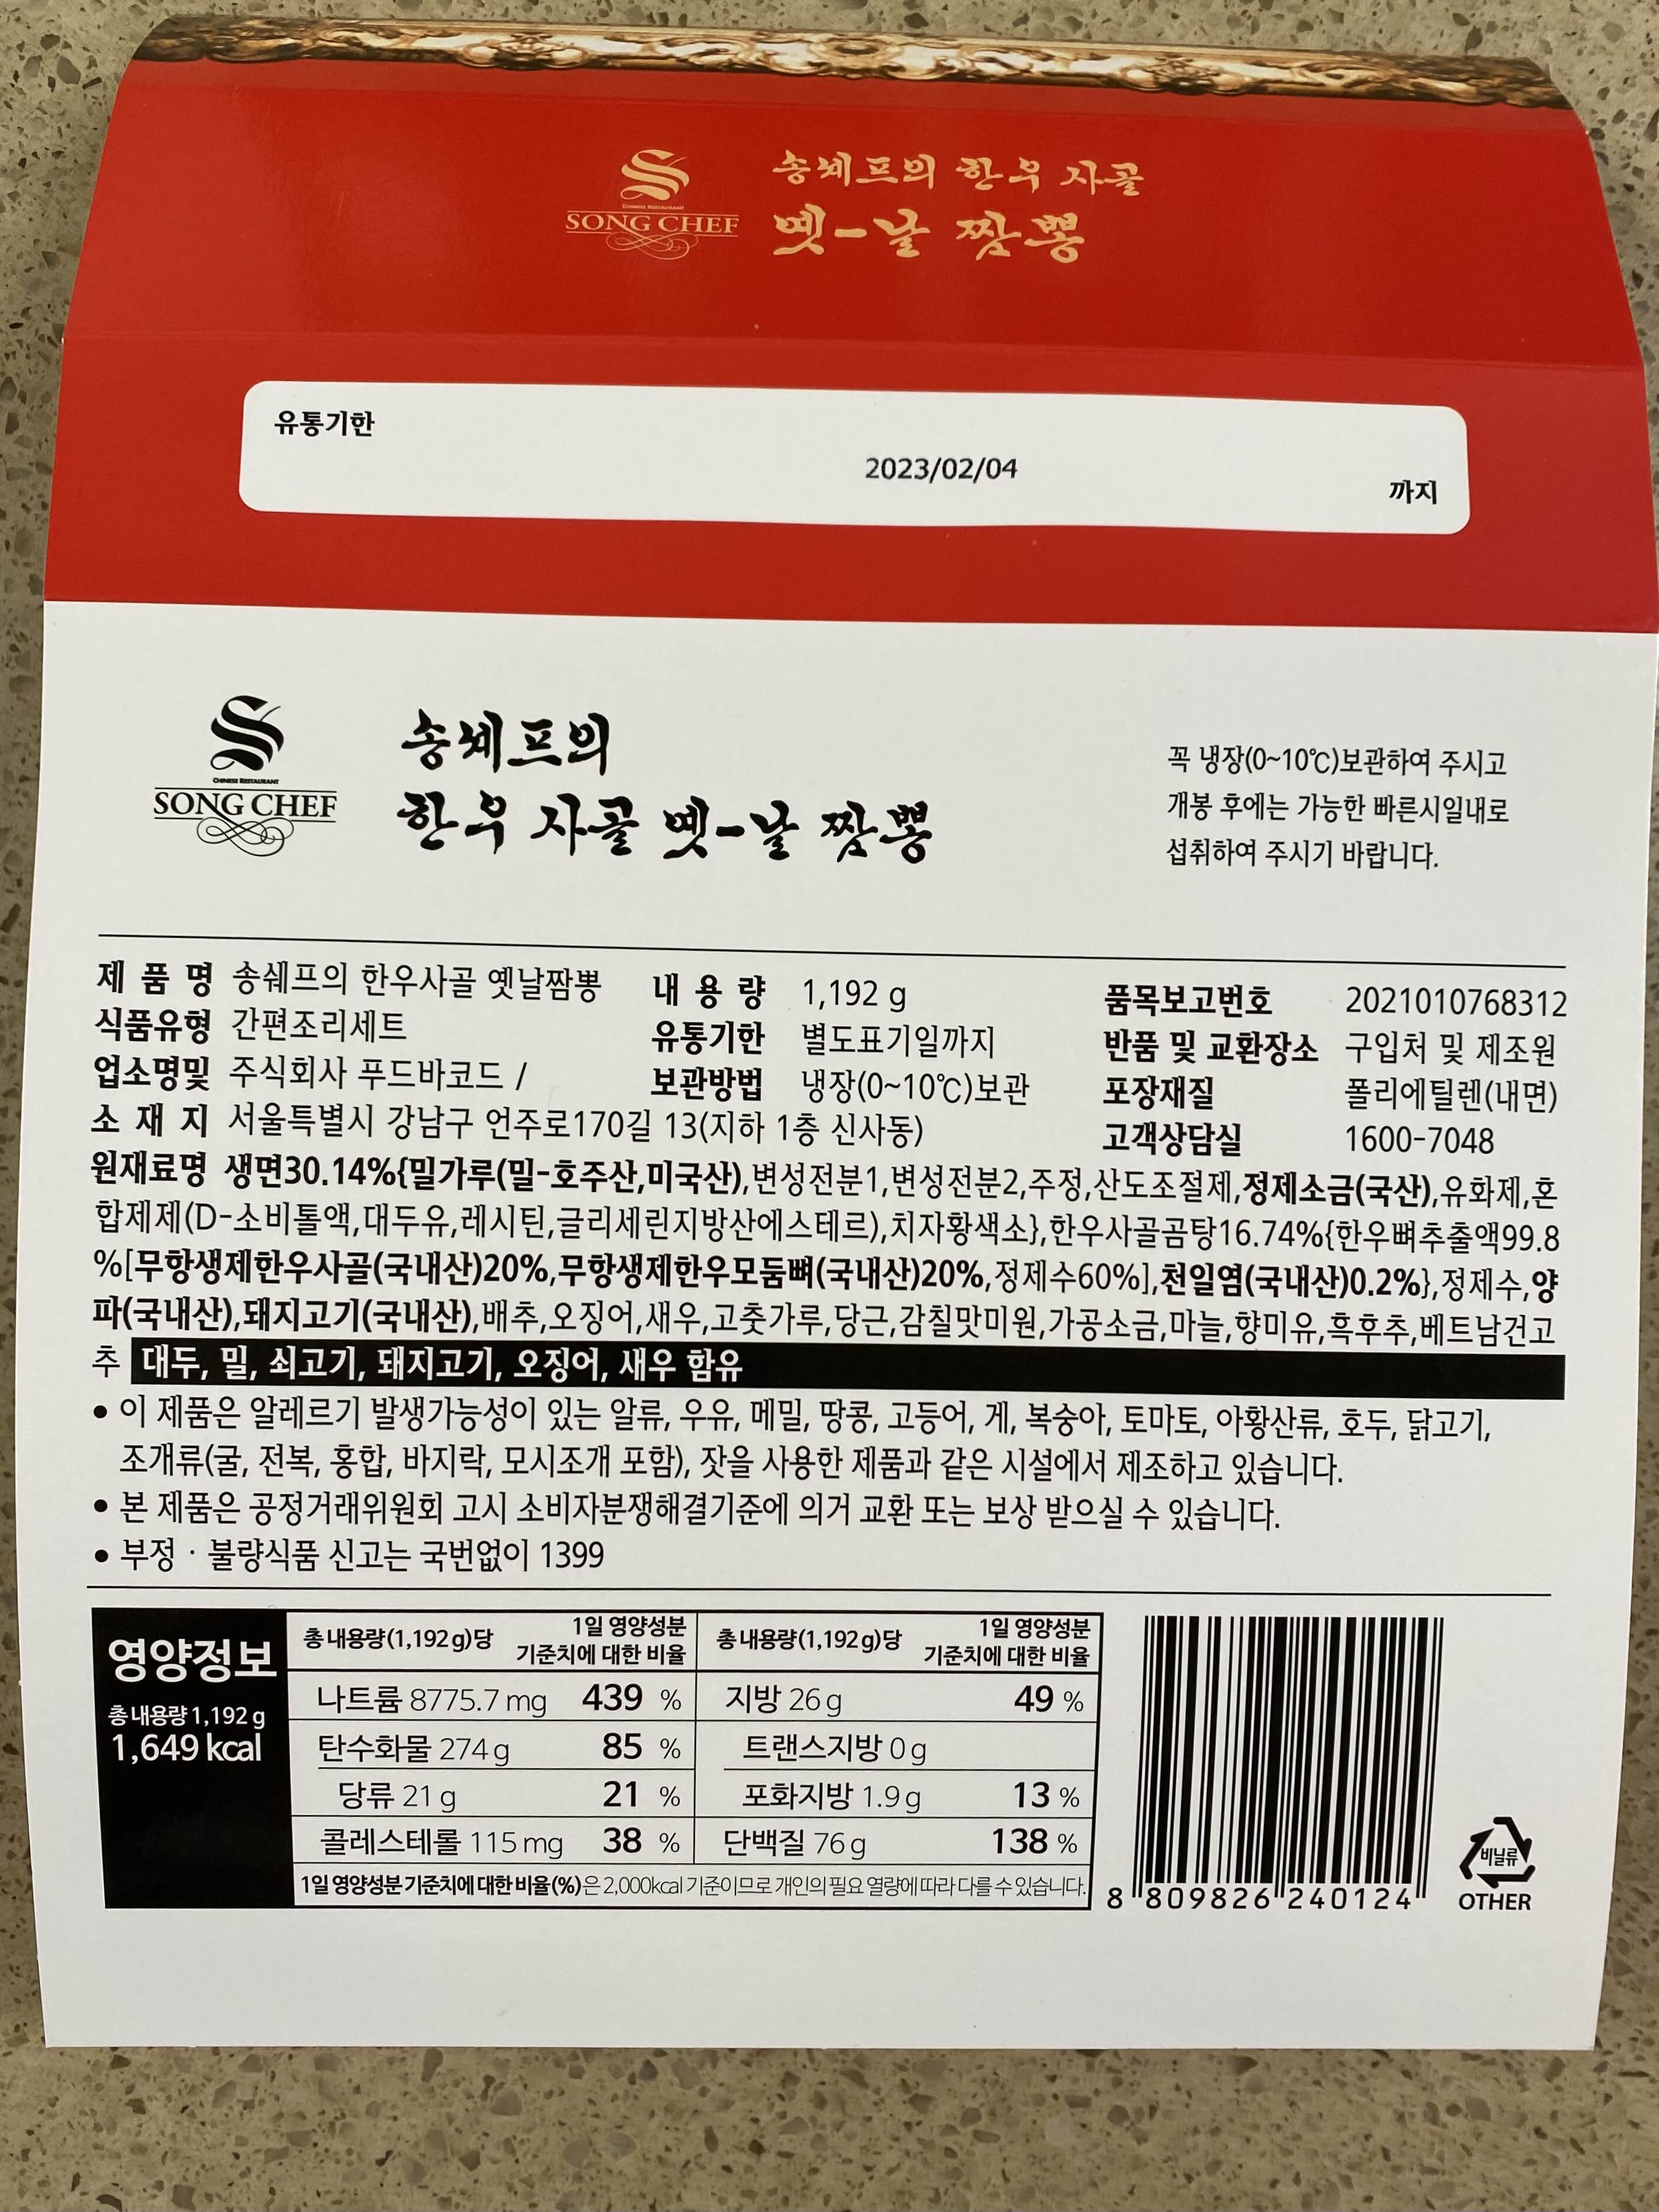 CHINESE RESTAURANT
SONG CHEF
송쉐프의 한우 사골
옛-날 짬뽕
유통기한
2023/02/04
까지
CHINESE RESTAURANT
SONG CHEF
송쉐프의
한우 사골 옛-날 짬뽕
꼭 냉장(0~10℃)보관하여 주시고
개봉 후에는 가능한 빠른시일내로
섭취하여 주시기 바랍니다.
제 품 명 송쉐프의 한우사골 옛날짬뽕
식품유형 간편조리세트
업소명및 주식회사 푸드바코드 /
소 재 지 서울특별시 강남구 언주로170길 13(지하 1층 신사동)
내 용 량 1,192 g
유통기한 별도표기일까지
보관방법 냉장(0~10℃)보관
품목보고번호 2021010768312
반품 및 교환장소 구입처 및 제조원
포장재질 폴리에틸렌(내면)
고객상담실 1600-7048
원재료명 생면30.14%{밀가루(밀-호주산,미국산),변성전분1,변성전분2,주정,산도조절제,정제소금(국산),유화제,혼
합제제(D-소비톨액,대두유,레시틴,글리세린지방산에스테르),치자황색소},한우사골곰탕16.74%{한우뼈추출액99.8
%[무항생제한우사골(국내산)20%,무항생제한우모둠뼈(국내산)20%,정제수60%],천일염(국내산)0.2%},정제수,양
파(국내산),돼지고기(국내산),배추,오징어,새우,고춧가루,당근,감칠맛미원,가공소금,마늘,향미유,흑후추,베트남건고
추 대두, 밀, 쇠고기, 돼지고기, 오징어, 새우 함유
• 이 제품은 알레르기 발생가능성이 있는 알류, 우유, 메밀, 땅콩, 고등어, 게, 복숭아, 토마토, 아황산류, 호두, 닭고기,
조개류(굴, 전복, 홍합, 바지락, 모시조개 포함), 잣을 사용한 제품과 같은 시설에서 제조하고 있습니다.
• 본 제품은 공정거래위원회 고시 소비자분쟁해결기준에 의거 교환 또는 보상 받으실 수 있습니다.
• 부정 · 불량식품 신고는 국번없이 1399
영양정보
총 내용량 1,192 g
1,649 kcal
총 내용량(1,192g)당 1일 영양성분 기준치에 대한 비율
나트륨 8775.7 mg 439 %
탄수화물 274 g 85 %
당류 21 g 21 %
콜레스테롤 115 mg 38 %
총 내용량(1,192g)당 1일 영양성분 기준치에 대한 비율
지방 26 g 49 %
트랜스지방 0 g
포화지방 1.9 g 13 %
단백질 76 g 138 %
1일 영양성분 기준치에 대한 비율(%)은 2,000kcal 기준이므로 개인의 필요 열량에 따라 다를 수 있습니다.
8 809826 240124
비닐류
OTHER